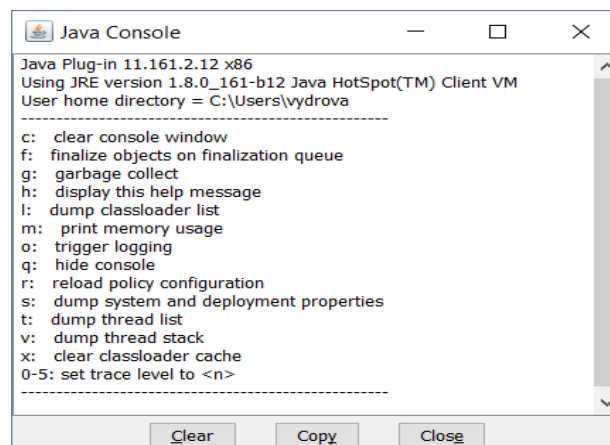 Java Console
Java Plug-in 11.161.2.12 x86
Using JRE version 1.8.0_161-b12 Java HotSpot(TM) Client VM
User home directory = C:\Users\vydrova
----------------------------------------------------
c:   clear console window
f:   finalize objects on finalization queue
g:   garbage collect
h:   display this help message
l:   dump classloader list
m:   print memory usage
o:   trigger logging
q:   hide console
r:   reload policy configuration
s:   dump system and deployment properties
t:   dump thread list
v:   dump thread stack
x:   clear classloader cache
0-5: set trace level to <n>
----------------------------------------------------
Clear Copy Close